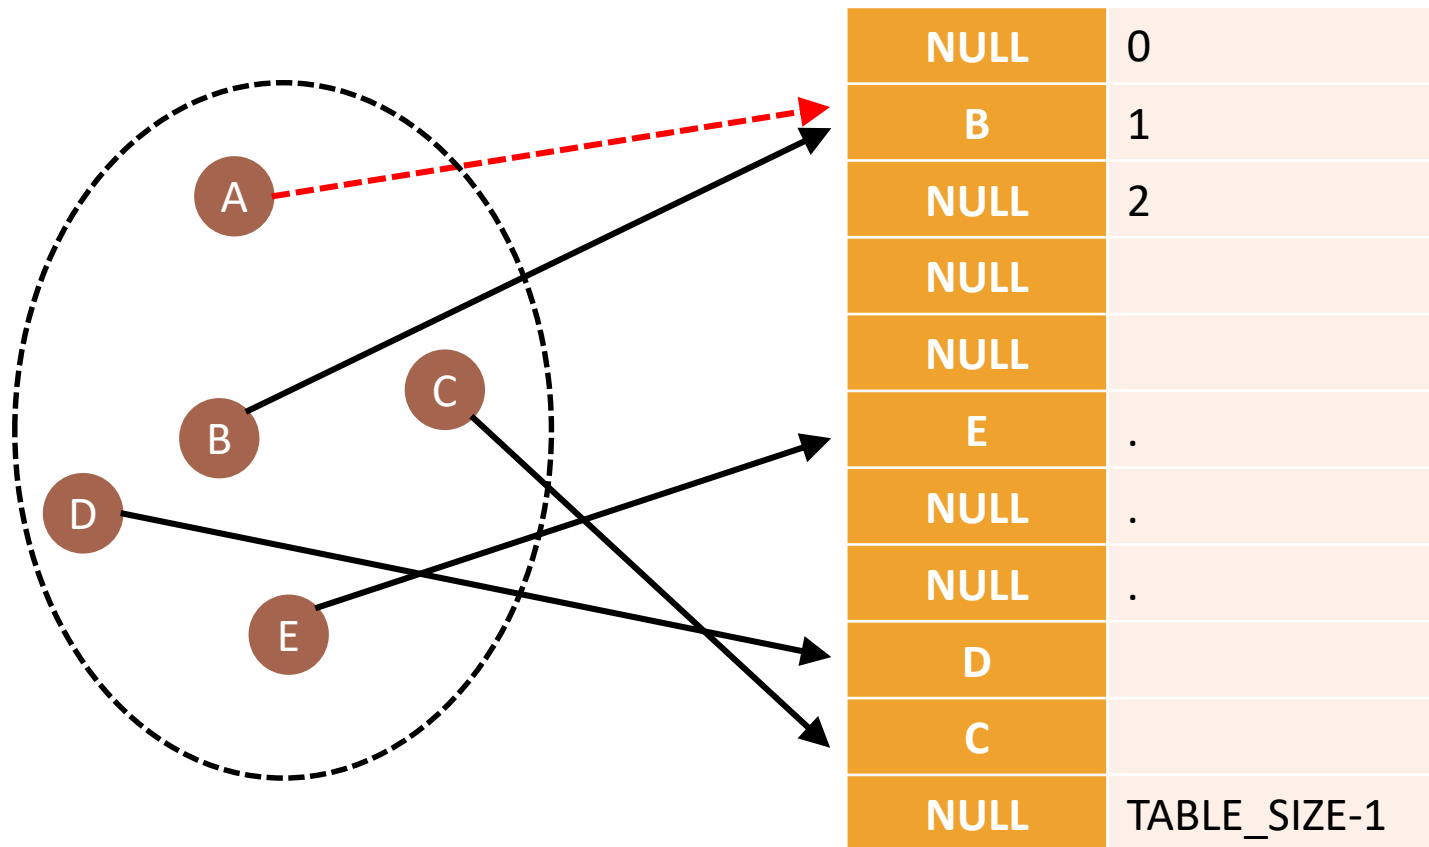 A
B
C
D
E
NULL 0
B 1
NULL 2
NULL
NULL
E .
NULL .
NULL .
D
C
NULL TABLE_SIZE-1